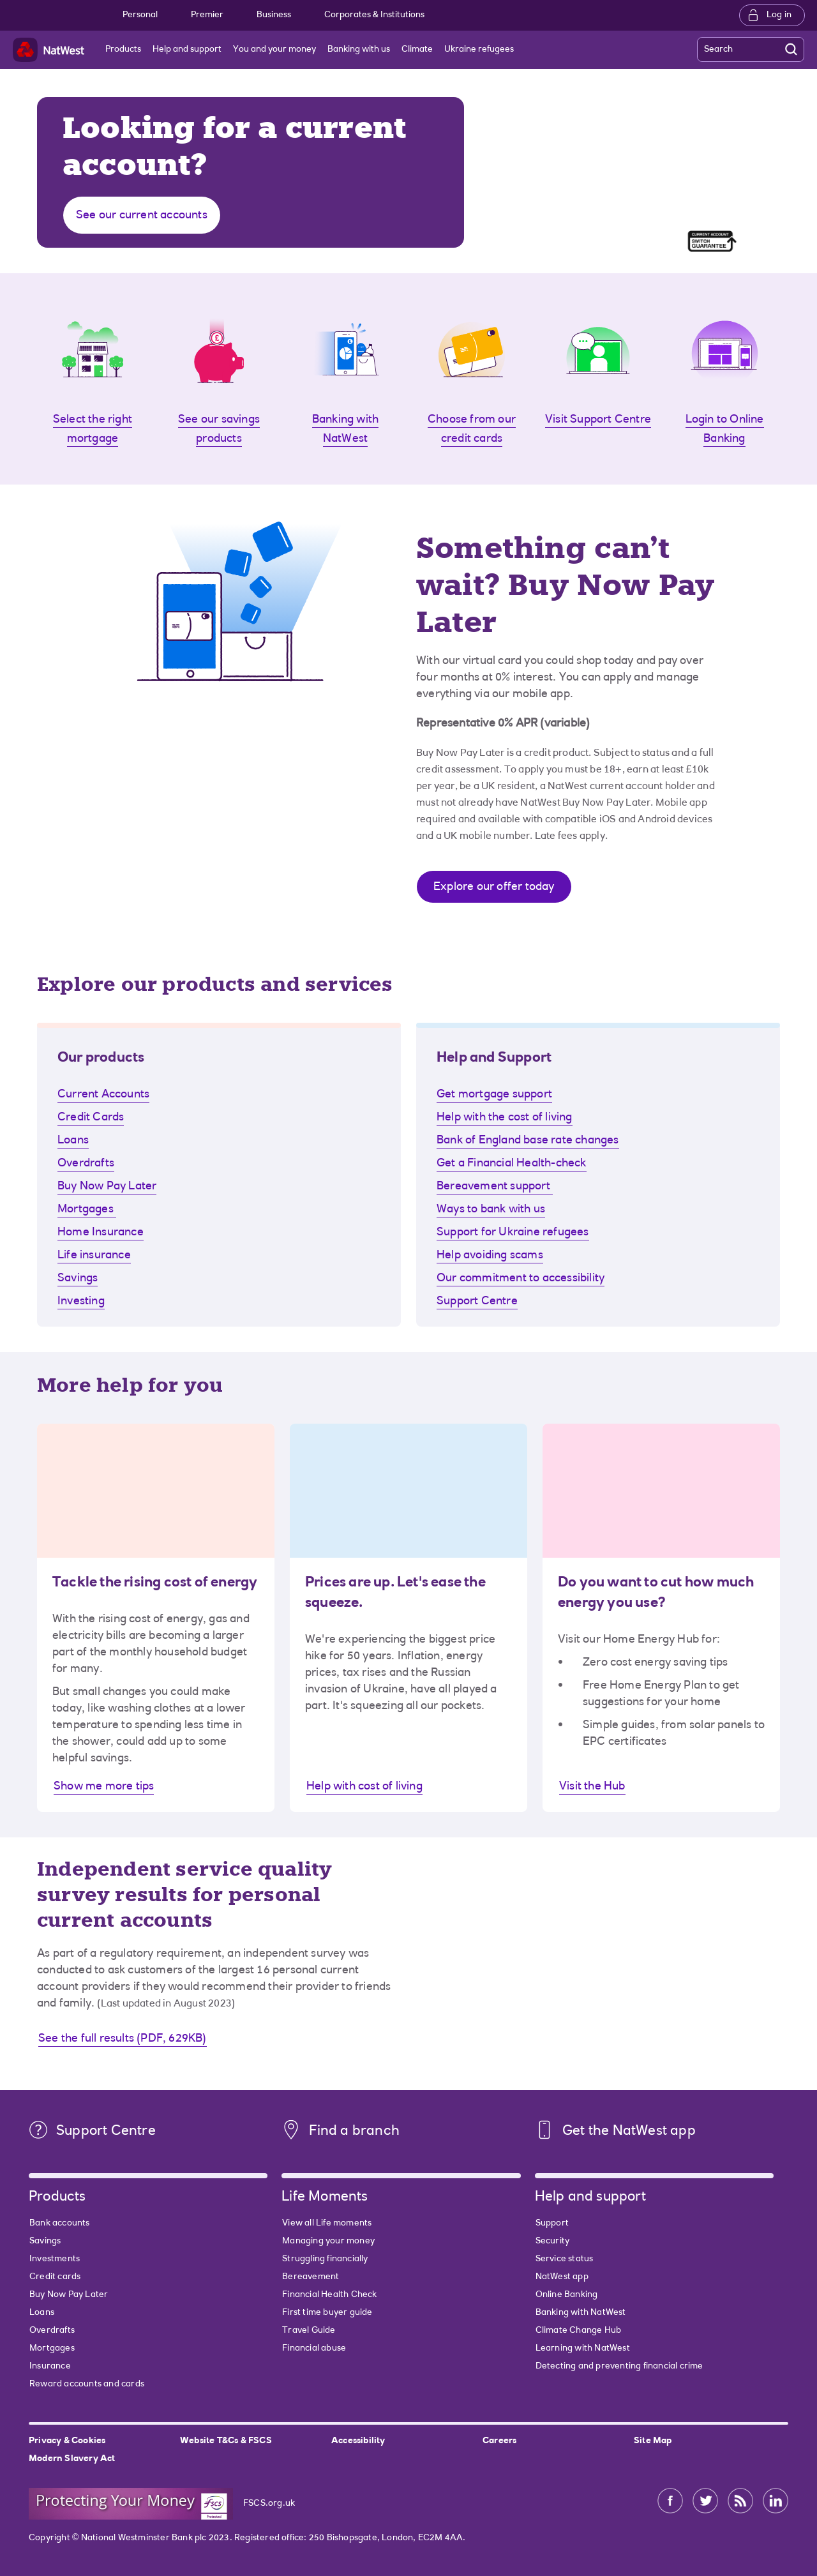 Personal
Premier
Business
Corporates & Institutions
Log in
NatWest
Products
Help and support
You and your money
Banking with us
Climate
Ukraine refugees
Search
Looking for a current
account?
See our current accounts
CURRENT ACCOUNT
SWITCH
GUARANTEE
Select the right
mortgage
See our savings
products
Banking with
NatWest
Choose from our
credit cards
Visit Support Centre
Login to Online
Banking
Something can't
wait? Buy Now Pay
Later
With our virtual card you could shop today and pay over
four months at 0% interest. You can apply and manage
everything via our mobile app.
Representative 0% APR (variable)
Buy Now Pay Later is a credit product. Subject to status and a full
credit assessment. To apply you must be 18+, earn at least £10k
per year, be a UK resident, a NatWest current account holder and
must not already have NatWest Buy Now Pay Later. Mobile app
required and available with compatible iOS and Android devices
and a UK mobile number. Late fees apply.
Explore our offer today
Explore our products and services
Our products
Current Accounts
Credit Cards
Loans
Overdrafts
Buy Now Pay Later
Mortgages
Home Insurance
Life insurance
Savings
Investing
Help and Support
Get mortgage support
Help with the cost of living
Bank of England base rate changes
Get a Financial Health-check
Bereavement support
Ways to bank with us
Support for Ukraine refugees
Help avoiding scams
Our commitment to accessibility
Support Centre
More help for you
Tackle the rising cost of energy
With the rising cost of energy, gas and
electricity bills are becoming a larger
part of the monthly household budget
for many.
But small changes you could make
today, like washing clothes at a lower
temperature to spending less time in
the shower, could add up to some
helpful savings.
Show me more tips
Prices are up. Let's ease the
squeeze.
We're experiencing the biggest price
hike for 50 years. Inflation, energy
prices, tax rises and the Russian
invasion of Ukraine, have all played a
part. It's squeezing all our pockets.
Help with cost of living
Do you want to cut how much
energy you use?
Visit our Home Energy Hub for:
• Zero cost energy saving tips
• Free Home Energy Plan to get
suggestions for your home
• Simple guides, from solar panels to
EPC certificates
Visit the Hub
Independent service quality
survey results for personal
current accounts
As part of a regulatory requirement, an independent survey was
conducted to ask customers of the largest 16 personal current
account providers if they would recommend their provider to friends
and family. (Last updated in August 2023)
See the full results (PDF, 629KB)
Support Centre
Find a branch
Get the NatWest app
Products
Bank accounts
Savings
Investments
Credit cards
Buy Now Pay Later
Loans
Overdrafts
Mortgages
Insurance
Reward accounts and cards
Life Moments
View all Life moments
Managing your money
Struggling financially
Bereavement
Financial Health Check
First time buyer guide
Travel Guide
Financial abuse
Help and support
Support
Security
Service status
NatWest app
Online Banking
Banking with NatWest
Climate Change Hub
Learning with NatWest
Detecting and preventing financial crime
Privacy & Cookies
Website T&Cs & FSCS
Accessibility
Careers
Site Map
Modern Slavery Act
Protecting Your Money
fscs
Protected
FSCS.org.uk
Copyright © National Westminster Bank plc 2023. Registered office: 250 Bishopsgate, London, EC2M 4AA.